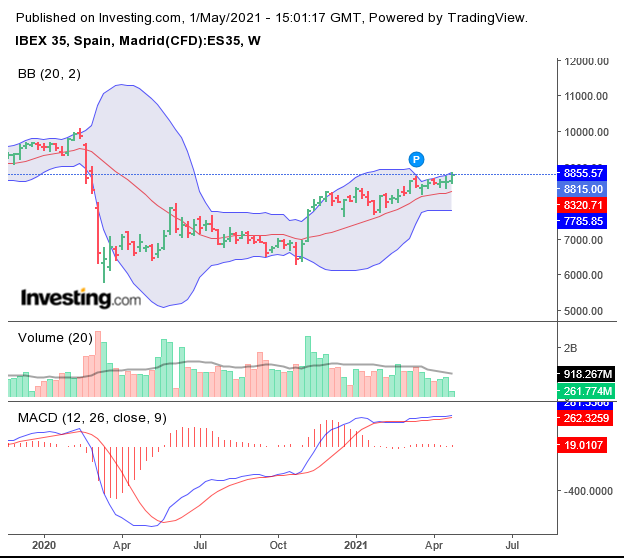 Published on Investing.com, 1/May/2021 - 15:01:17 GMT, Powered by TradingView.
IBEX 35, Spain, Madrid(CFD):ES35, W
BB (20, 2)
12000.00
11000.00
10000.00
8855.57
8815.00
8320.71
7785.85
7000.00
6000.00
5000.00
Investing.com
P
Volume (20)
2B
918.267M
261.774M
MACD (12, 26, close, 9)
262.3259
19.0107
-400.0000
2020 Apr Jul Oct 2021 Apr Jul